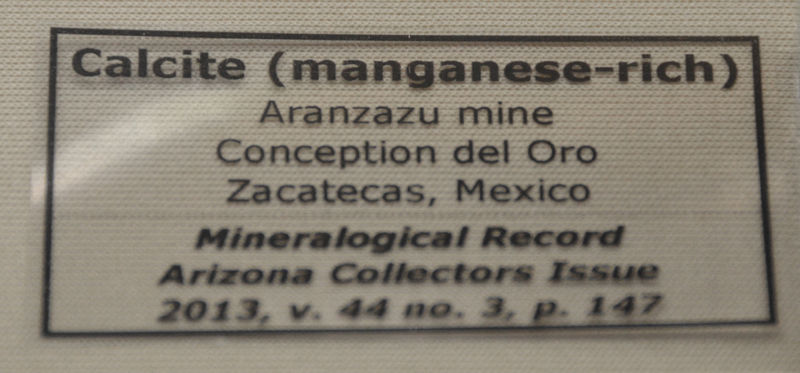 Calcite (manganese-rich)
Aranzazu mine
Conception del Oro
Zacatecas, Mexico
Mineralogical Record
Arizona Collectors Issue
2013, v. 44 no. 3, p. 147